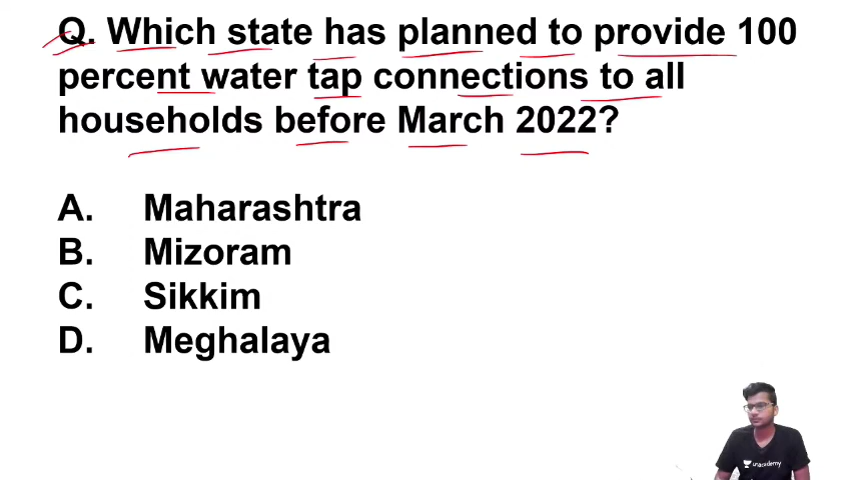 Q. Which state has planned to provide 100
percent water tap connections to all
households before March 2022?
A. Maharashtra
B. Mizoram
C. Sikkim
D. Meghalaya
unacademy